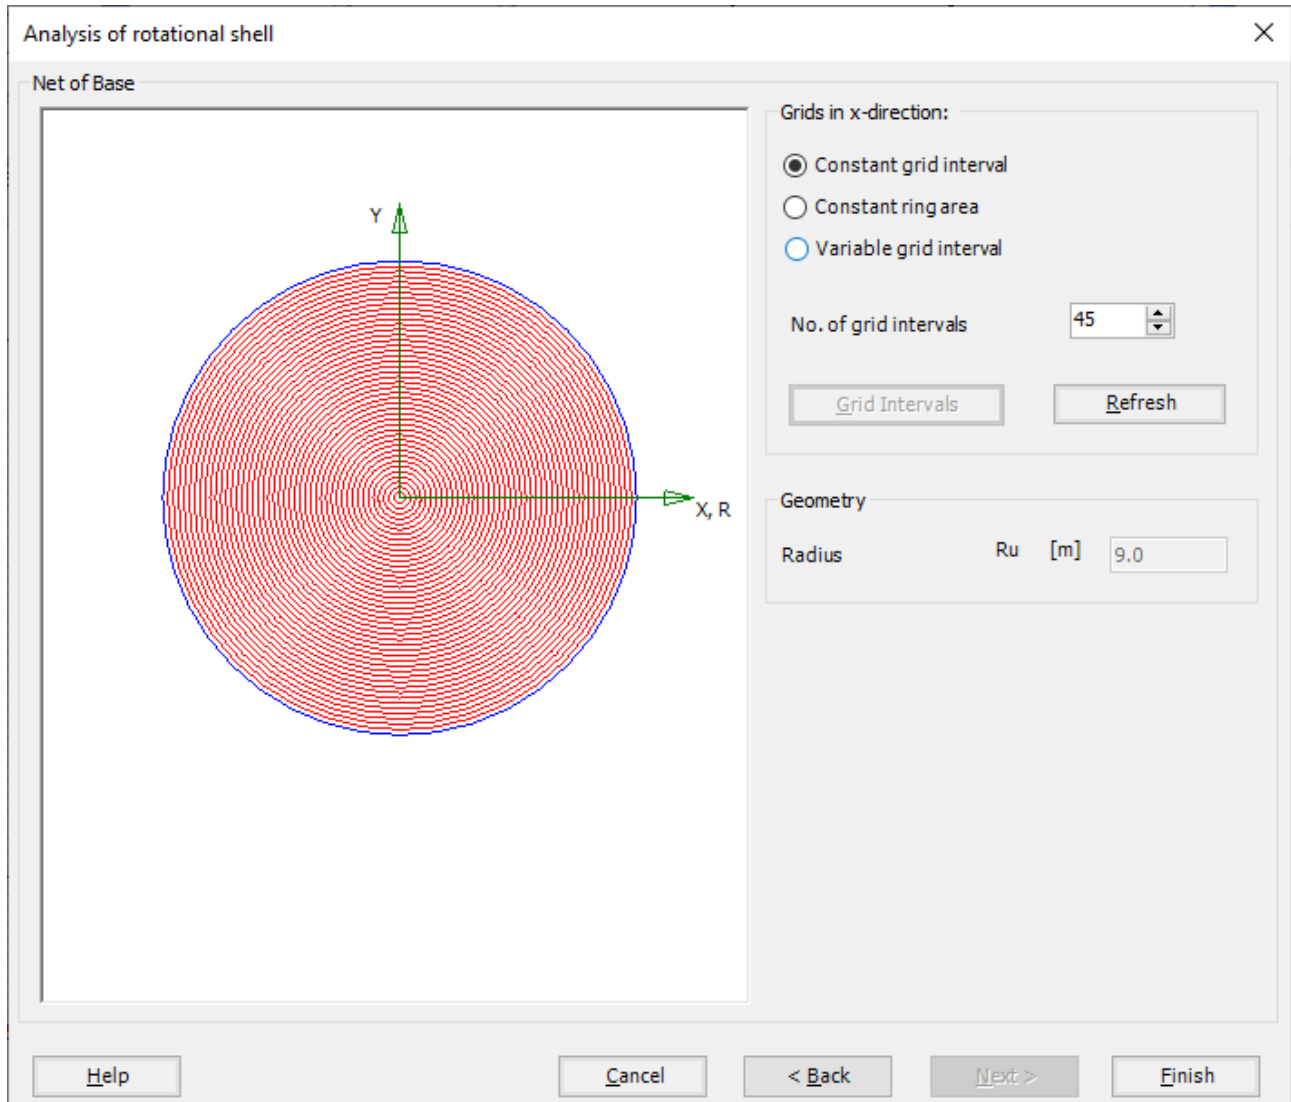 Analysis of rotational shell
Net of Base
Y
X, R
Grids in x-direction:
Constant grid interval
Constant ring area
Variable grid interval
No. of grid intervals 45
Grid Intervals Refresh
Geometry
Radius Ru [m] 9.0
Help Cancel < Back Next > Finish